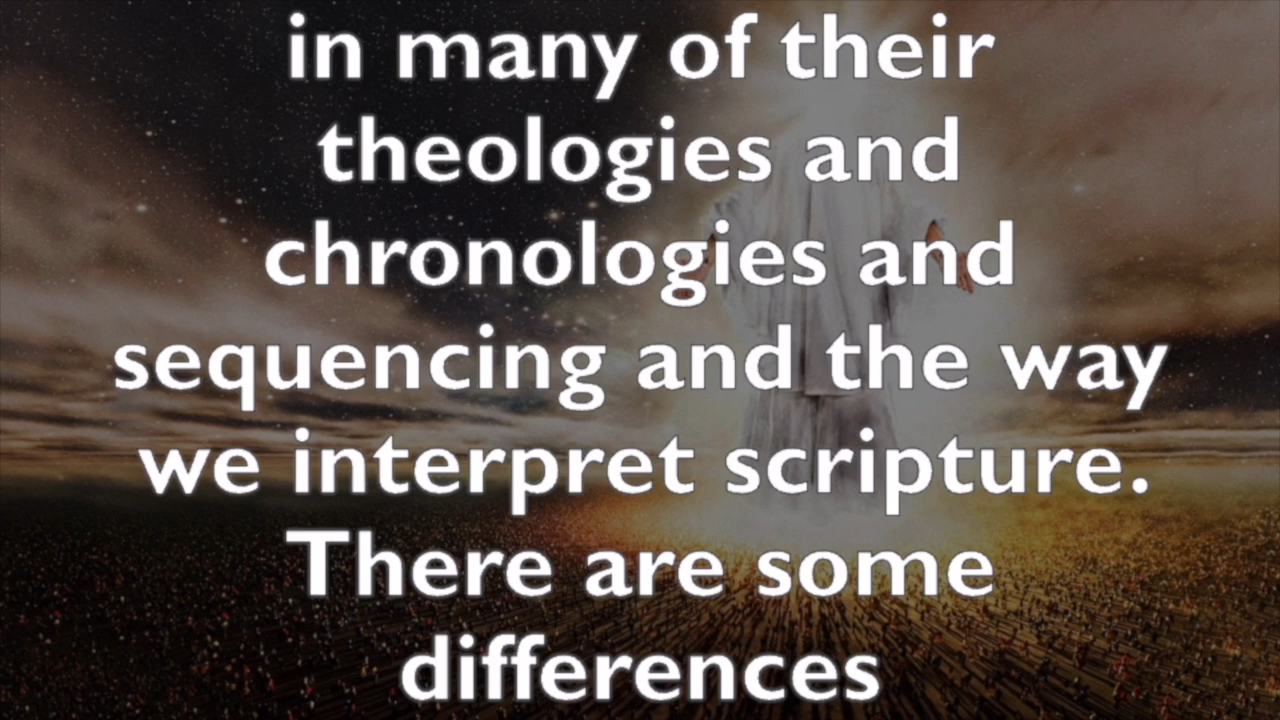 in many of their
theologies and
chronologies and
sequencing and the way
we interpret scripture.
There are some
differences